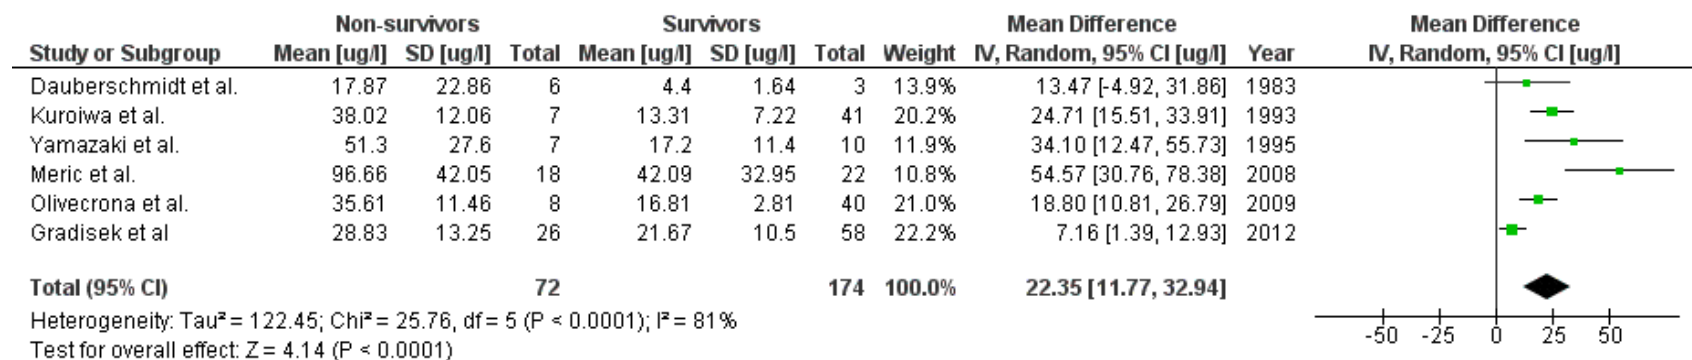 Non-survivors Survivors Mean Difference Mean Difference
Study or Subgroup Mean [ug/l] SD [ug/l] Total Mean [ug/l] SD [ug/l] Total Weight IV, Random, 95% CI [ug/l] Year IV, Random, 95% CI [ug/l]
Dauberschmidt et al. 17.87 22.86 6 4.4 1.64 3 13.9% 13.47 [-4.92, 31.86] 1983
Kuroiwa et al. 38.02 12.06 7 13.31 7.22 41 20.2% 24.71 [15.51, 33.91] 1993
Yamazaki et al. 51.3 27.6 7 17.2 11.4 10 11.9% 34.10 [12.47, 55.73] 1995
Meric et al. 96.66 42.05 18 42.09 32.95 22 10.8% 54.57 [30.76, 78.38] 2008
Olivecrona et al. 35.61 11.46 8 16.81 2.81 40 21.0% 18.80 [10.81, 26.79] 2009
Gradisek et al 28.83 13.25 26 21.67 10.5 58 22.2% 7.16 [1.39, 12.93] 2012
Total (95% CI) 72 174 100.0% 22.35 [11.77, 32.94]
Heterogeneity: Tau² = 122.45; Chi² = 25.76, df = 5 (P < 0.0001); I² = 81%
Test for overall effect: Z = 4.14 (P < 0.0001)
-50 -25 0 25 50